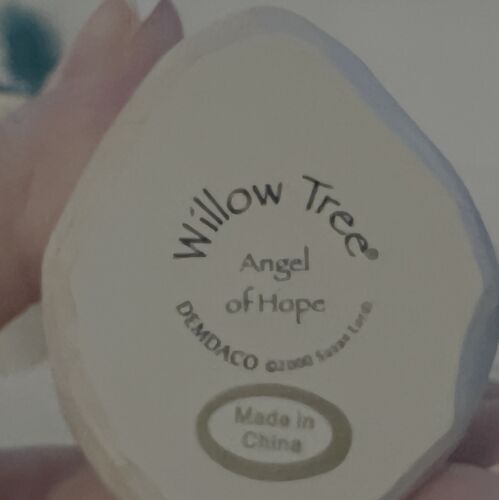 Willow Tree®
Angel
of Hope
DEMDACO ©2000 Susan Lordi
Made in
China